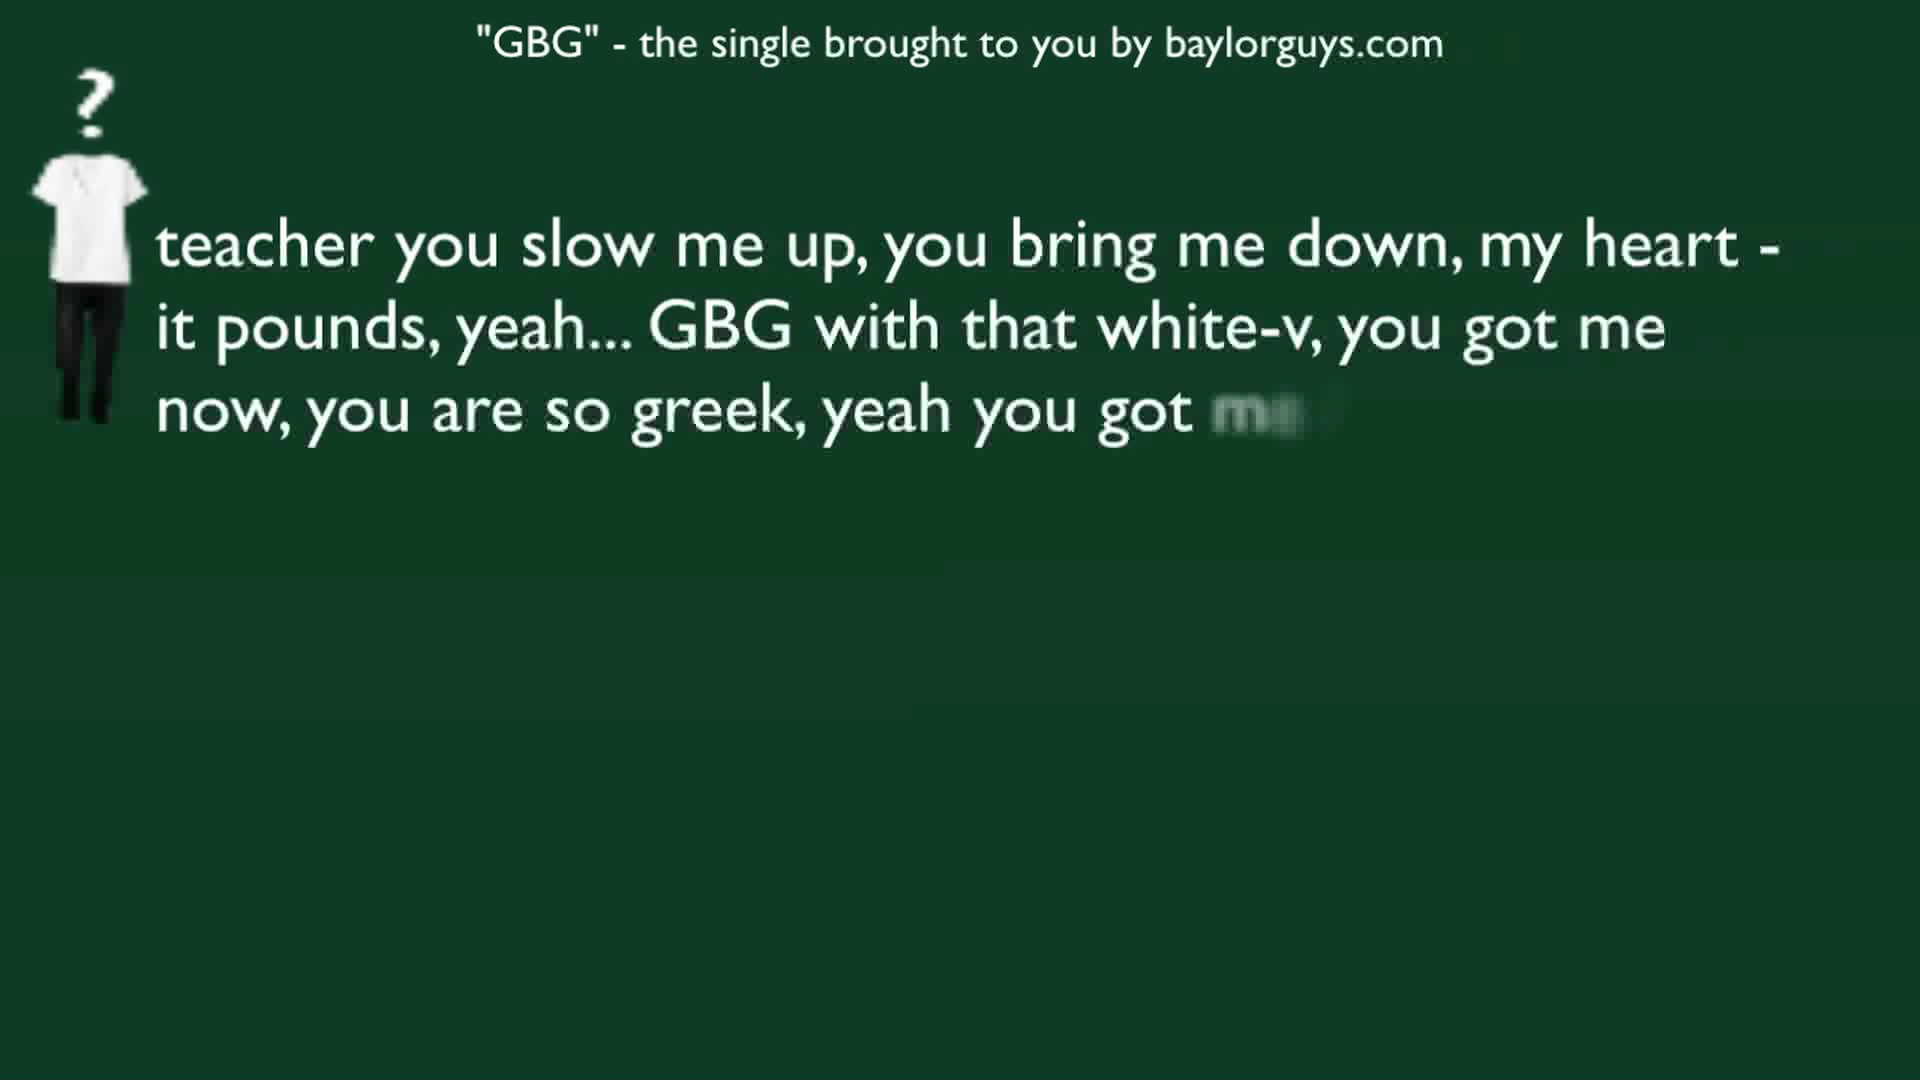 "GBG" - the single brought to you by baylorguys.com
?
teacher you slow me up, you bring me down, my heart -
it pounds, yeah... GBG with that white-v, you got me
now, you are so greek, yeah you got me